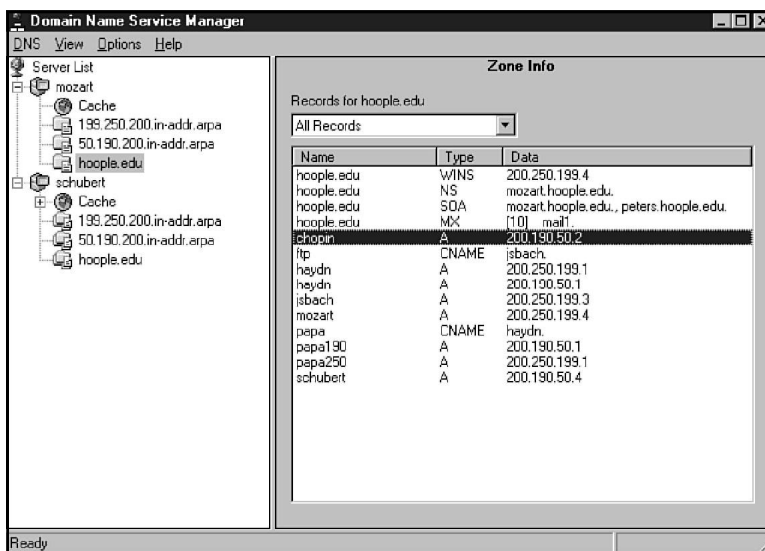 Domain Name Service Manager
DNS View Options Help
Server List
mozart
Cache
199.250.200.in-addr.arpa
50.190.200.in-addr.arpa
hoople.edu
schubert
Cache
199.250.200.in-addr.arpa
50.190.200.in-addr.arpa
hoople.edu
Zone Info
Records for hoople.edu
All Records
Name Type Data
hoople.edu WINS 200.250.199.4
hoople.edu NS mozart.hoople.edu.
hoople.edu SOA mozart.hoople.edu., peters.hoople.edu.
hoople.edu MX [10] mail1.
chopin A 200.190.50.2
ftp CNAME jsbach.
haydn A 200.250.199.1
haydn A 200.190.50.1
jsbach A 200.250.199.3
mozart A 200.250.199.4
papa CNAME haydn.
papa190 A 200.190.50.1
papa250 A 200.250.199.1
schubert A 200.190.50.4
Ready